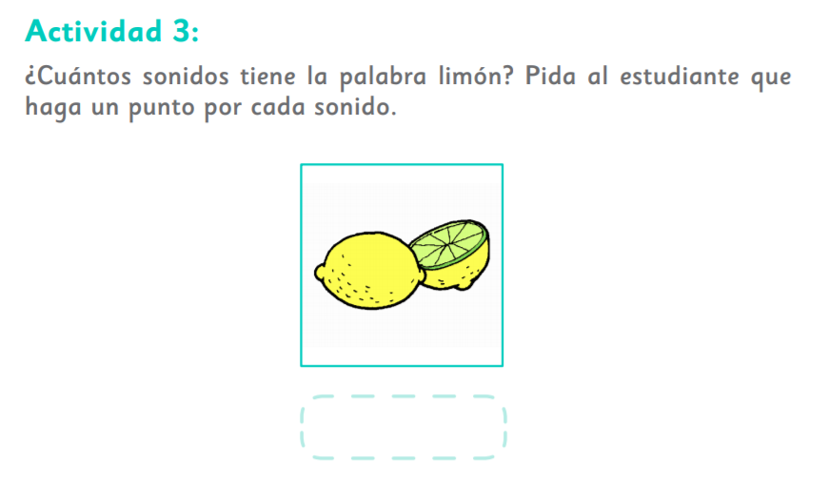 Actividad 3:
¿Cuántos sonidos tiene la palabra limón? Pida al estudiante que
haga un punto por cada sonido.